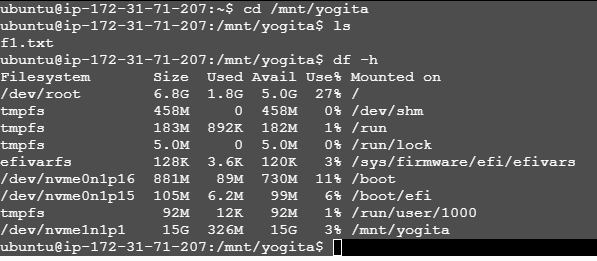 ubuntu@ip-172-31-71-207:~$ cd /mnt/yogita
ubuntu@ip-172-31-71-207:/mnt/yogita$ ls
f1.txt
ubuntu@ip-172-31-71-207:/mnt/yogita$ df -h
Filesystem       Size  Used Avail Use% Mounted on
/dev/root        6.8G  1.8G  5.0G  27% /
tmpfs            458M     0  458M   0% /dev/shm
tmpfs            183M  892K  182M   1% /run
tmpfs            5.0M     0  5.0M   0% /run/lock
efivarfs         128K  3.6K  120K   3% /sys/firmware/efi/efivars
/dev/nvme0n1p16  881M   89M  730M  11% /boot
/dev/nvme0n1p15  105M  6.2M   99M   6% /boot/efi
tmpfs             92M   12K   92M   1% /run/user/1000
/dev/nvme1n1p1    15G  326M   15G   3% /mnt/yogita
ubuntu@ip-172-31-71-207:/mnt/yogita$